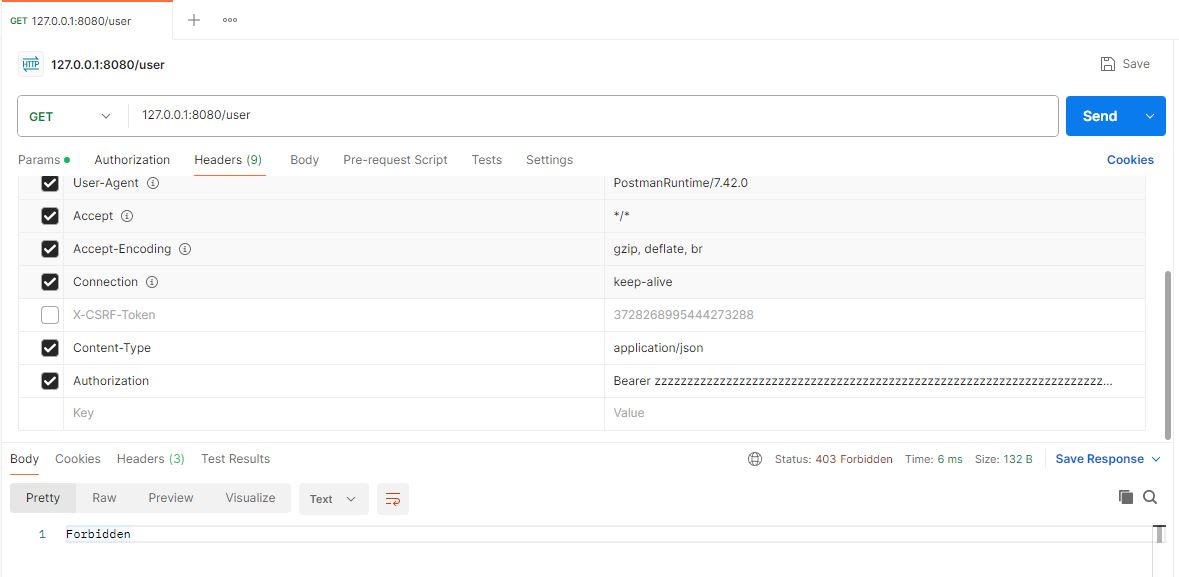 GET 127.0.0.1:8080/user
HTTP 127.0.0.1:8080/user Save
GET 127.0.0.1:8080/user Send
Params Authorization Headers (9) Body Pre-request Script Tests Settings Cookies
User-Agent PostmanRuntime/7.42.0
Accept */*
Accept-Encoding gzip, deflate, br
Connection keep-alive
X-CSRF-Token 3728268995444273288
Content-Type application/json
Authorization Bearer zzzzzzzzzzzzzzzzzzzzzzzzzzzzzzzzzzzzzzzzzzzzzzzzzzzzzzzzzzzzzzzzzzzzzz...
Key Value
Body Cookies Headers (3) Test Results Status: 403 Forbidden Time: 6 ms Size: 132 B Save Response
Pretty Raw Preview Visualize Text
1 Forbidden